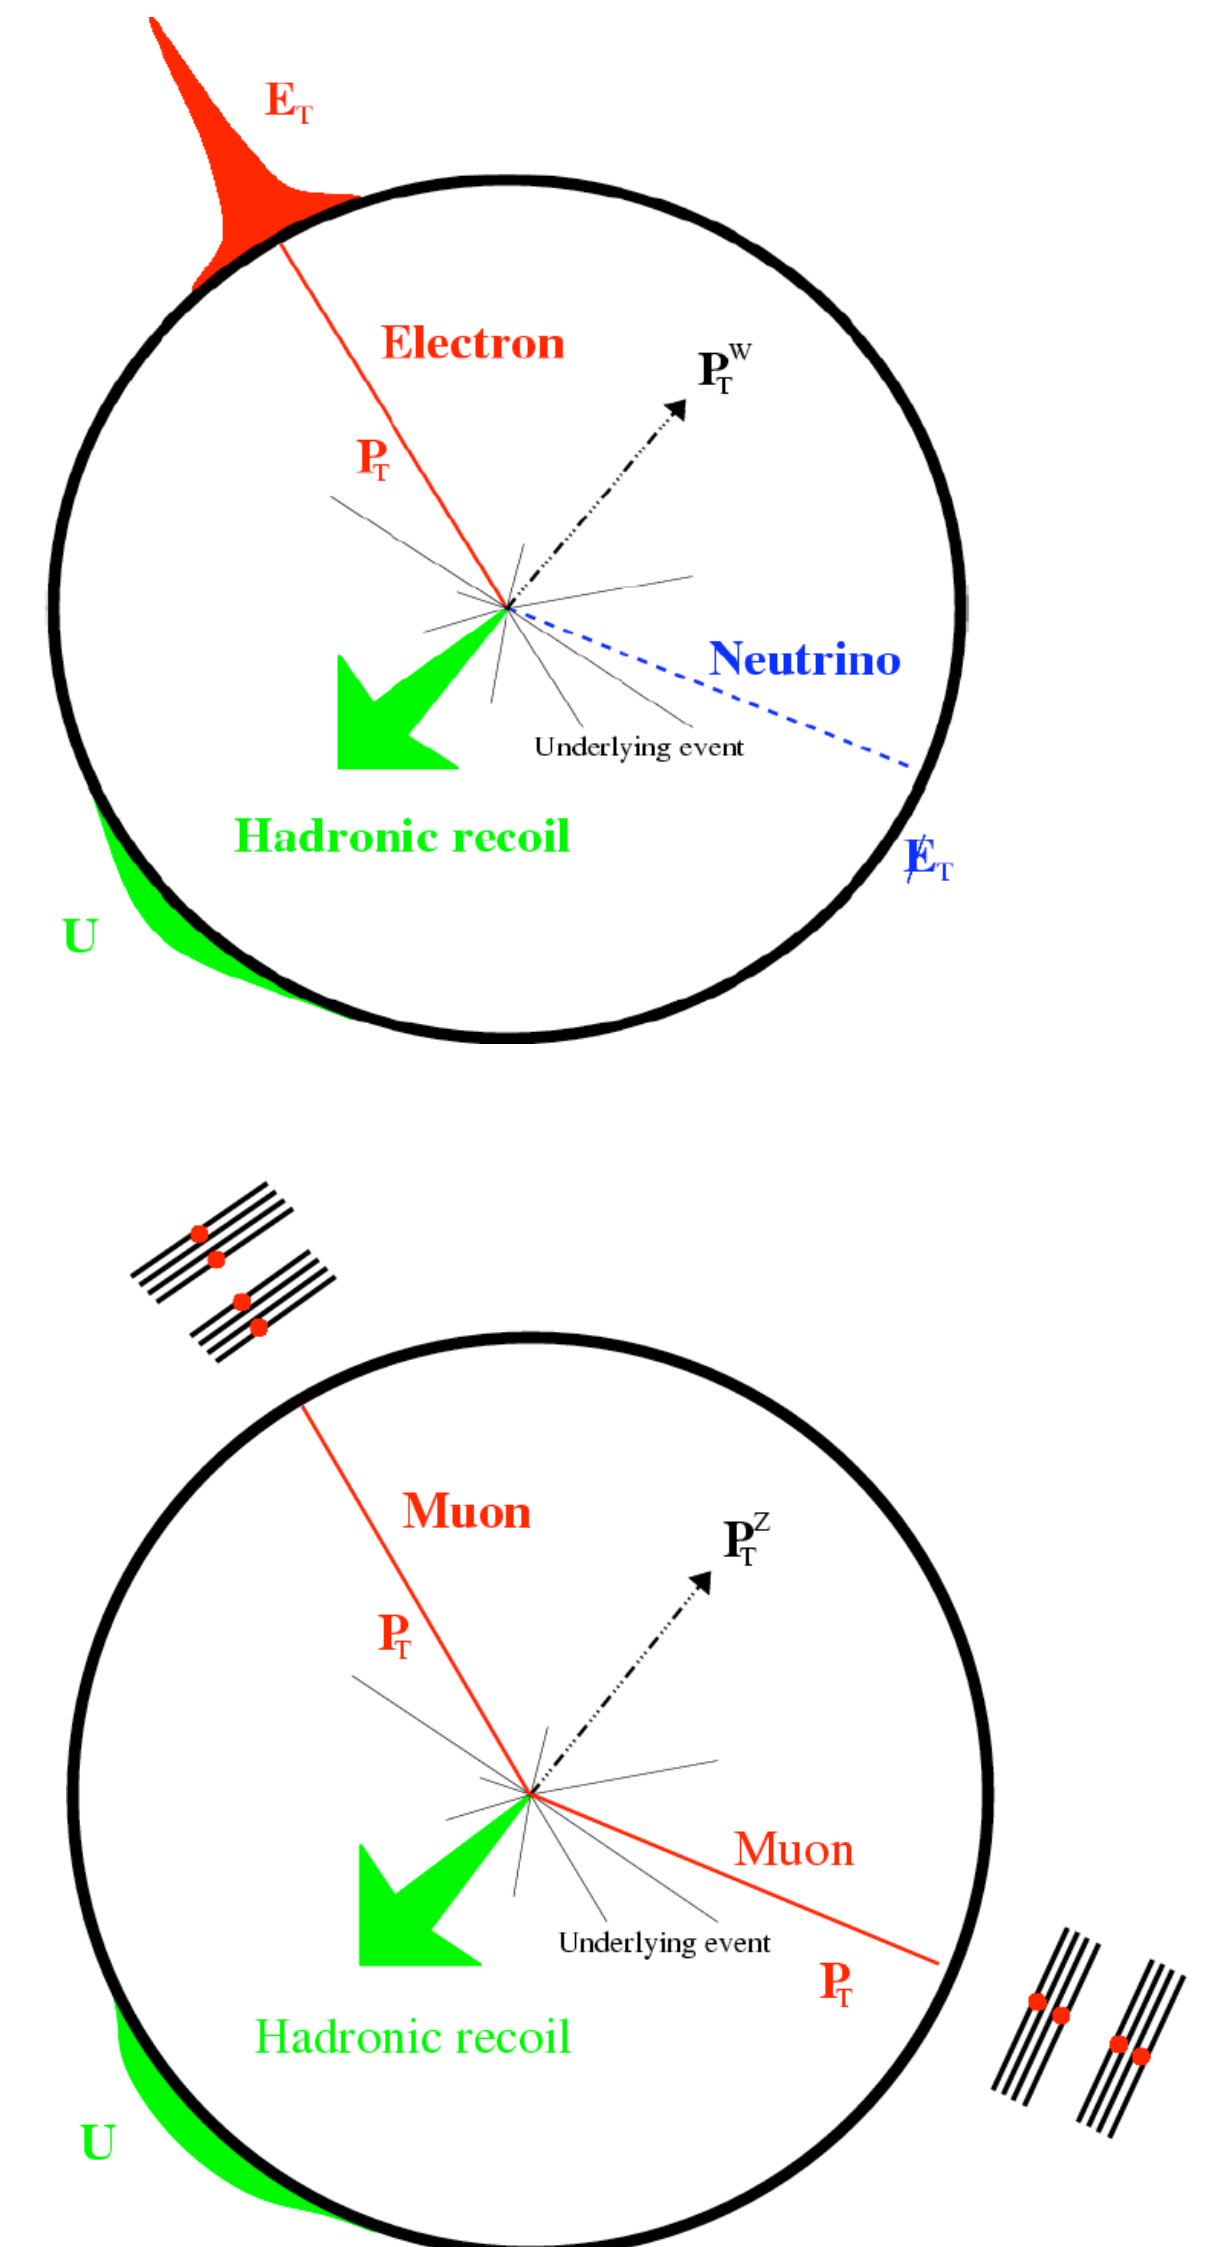 E_T
Electron
P_T^W
P_T
Neutrino
Underlying event
Hadronic recoil
E̸_T
U
Muon
P_T^Z
P_T
Muon
Underlying event
P_T
Hadronic recoil
U